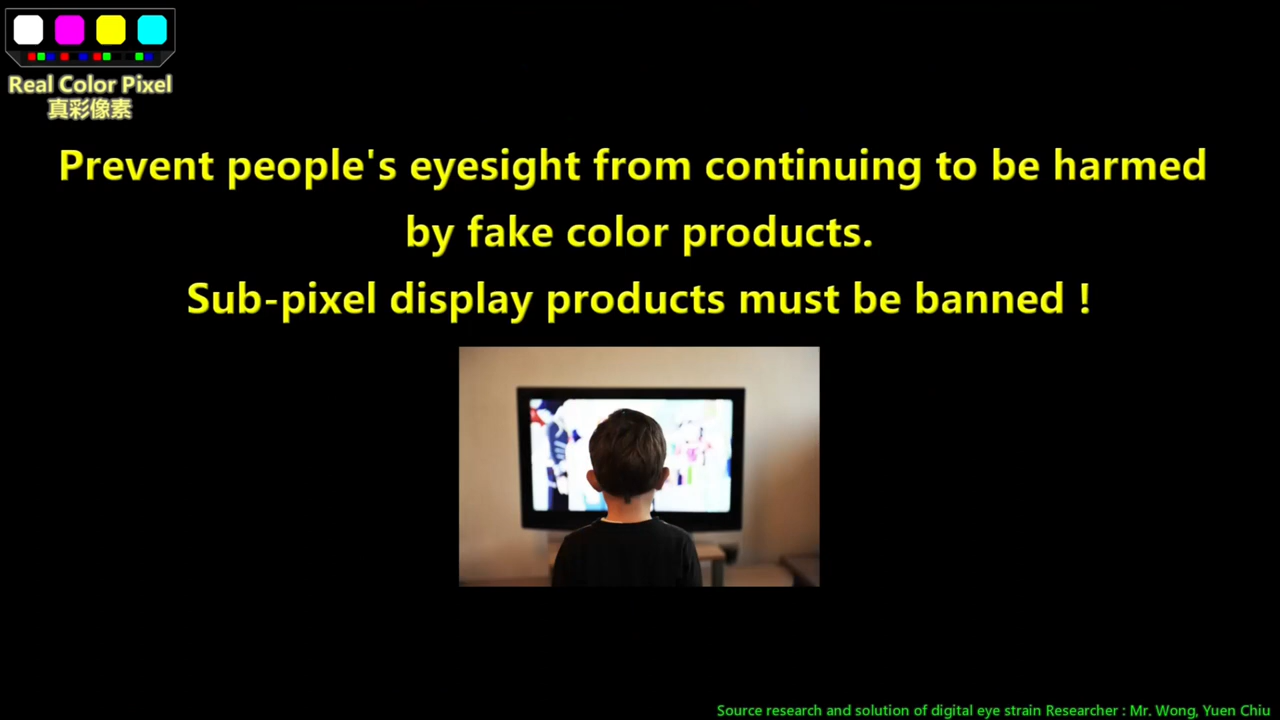 Real Color Pixel
真彩像素
Prevent people's eyesight from continuing to be harmed
by fake color products.
Sub-pixel display products must be banned !
Source research and solution of digital eye strain Researcher : Mr. Wong, Yuen Chiu